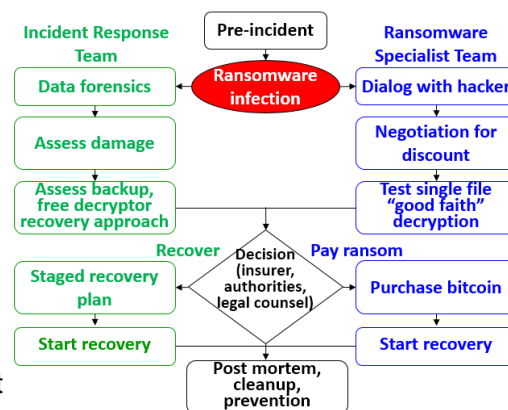 Incident Response
Team
Pre-incident
Ransomware
Specialist Team
Data forensics
Ransomware
infection
Dialog with hacker
Assess damage
Negotiation for
discount
Assess backup,
free decryptor
recovery approach
Test single file
“good faith”
decryption
Recover
Decision
(insurer,
authorities,
legal counsel)
Pay ransom
Staged recovery
plan
Purchase bitcoin
Start recovery
Start recovery
Post mortem,
cleanup,
prevention
t